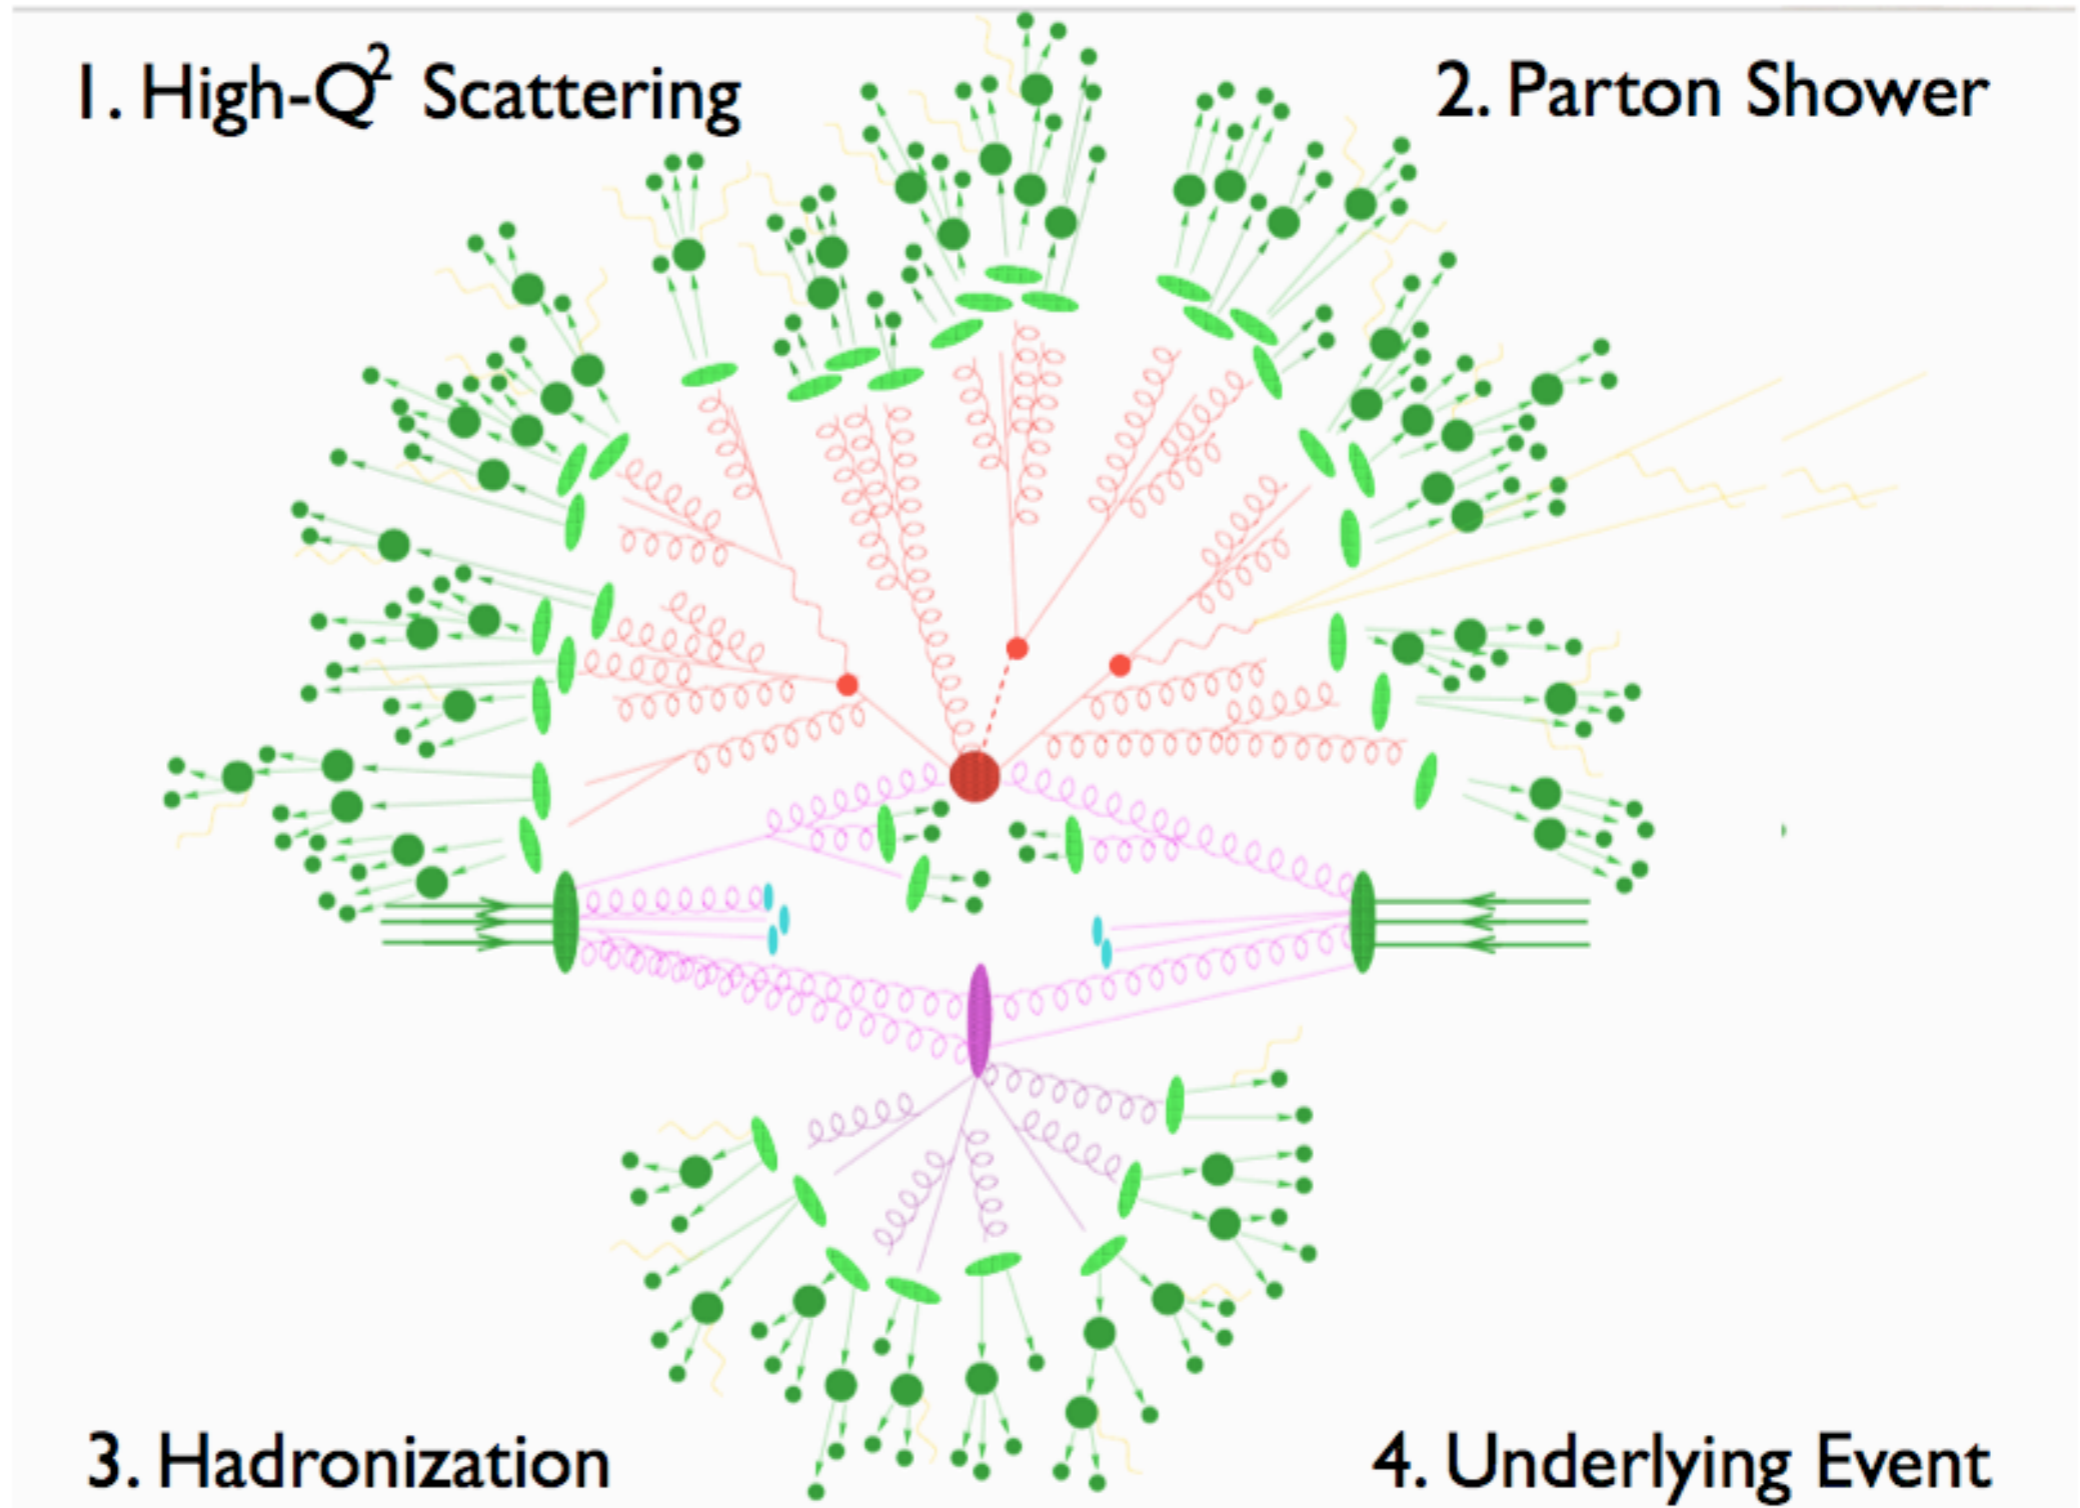 1. High-Q² Scattering
2. Parton Shower
3. Hadronization
4. Underlying Event